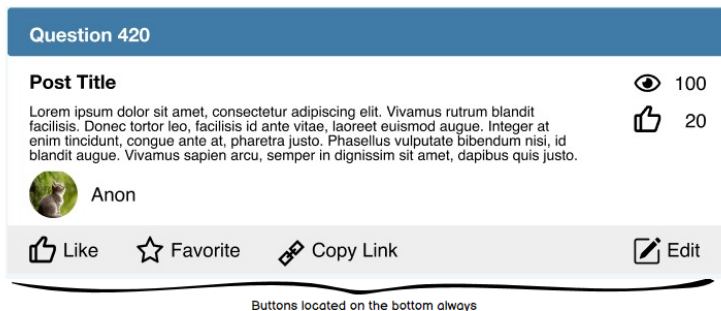 Question 420
Post Title
100
Lorem ipsum dolor sit amet, consectetur adipiscing elit. Vivamus rutrum blandit
facilisis. Donec tortor leo, facilisis id ante vitae, laoreet euismod augue. Integer at
enim tincidunt, congue ante at, pharetra justo. Phasellus vulputate bibendum nisi, id
blandit augue. Vivamus sapien arcu, semper in dignissim sit amet, dapibus quis justo.
20
Anon
Like Favorite Copy Link Edit
Buttons located on the bottom always